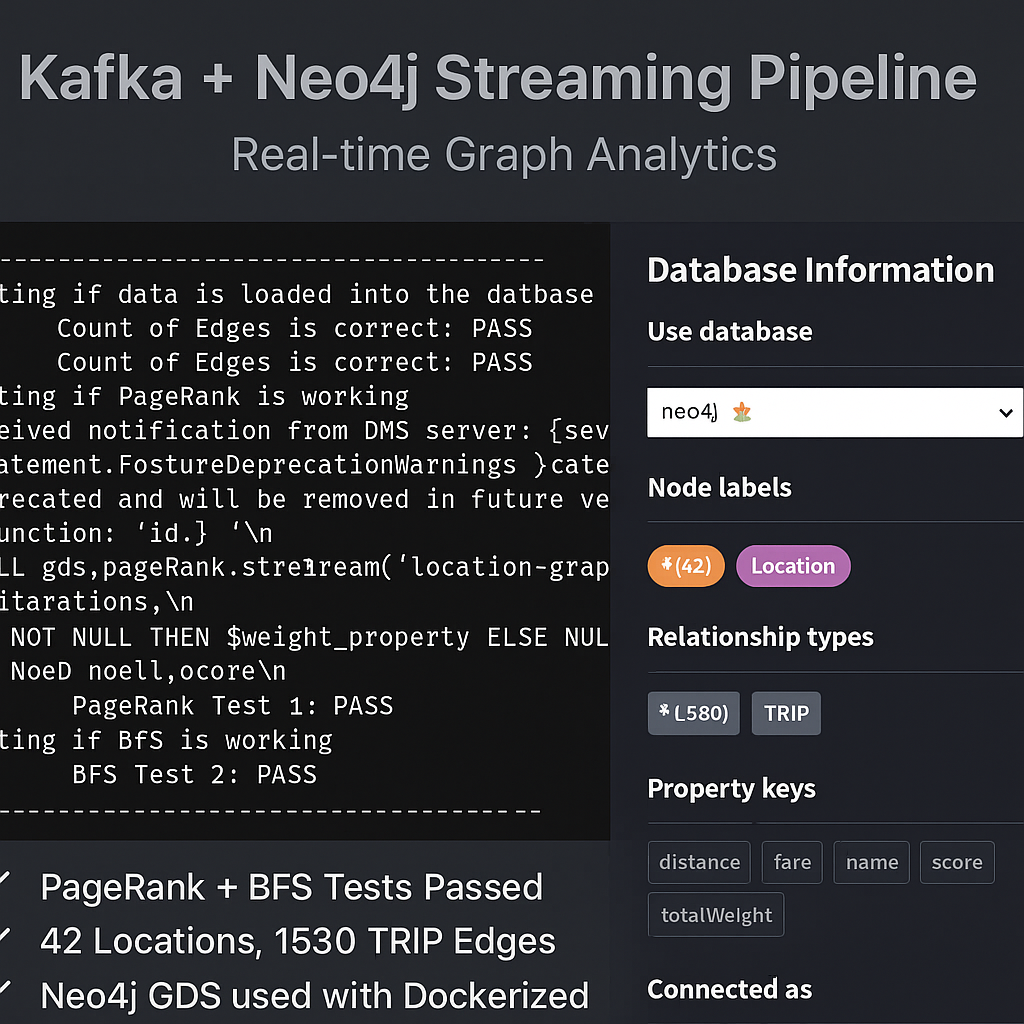 Kafka + Neo4j Streaming Pipeline
Real-time Graph Analytics
------------------------------------
ting if data is loaded into the datbase
Count of Edges is correct: PASS
Count of Edges is correct: PASS
ting if PageRank is working
eived notification from DMS server: {sev
atement.FostureDeprecationWarnings }cate
recated and will be removed in future ve
unction: ‘id.} ‘\n
LL gds,pageRank.(‘location-grap
itarations,\n
NOT NULL THEN $weight_property ELSE NUL
NoeD noell,ocore\n
PageRank Test 1: PASS
ting if BfS is working
BFS Test 2: PASS
------------------------------------
✓ PageRank + BFS Tests Passed
✓ 42 Locations, 1530 TRIP Edges
✓ Neo4j GDS used with Dockerized
Database Information
Use database
neo4j
Node labels
*(42) Location
Relationship types
* (.580) TRIP
Property keys
distance fare name score
totalWeIght
Connected as